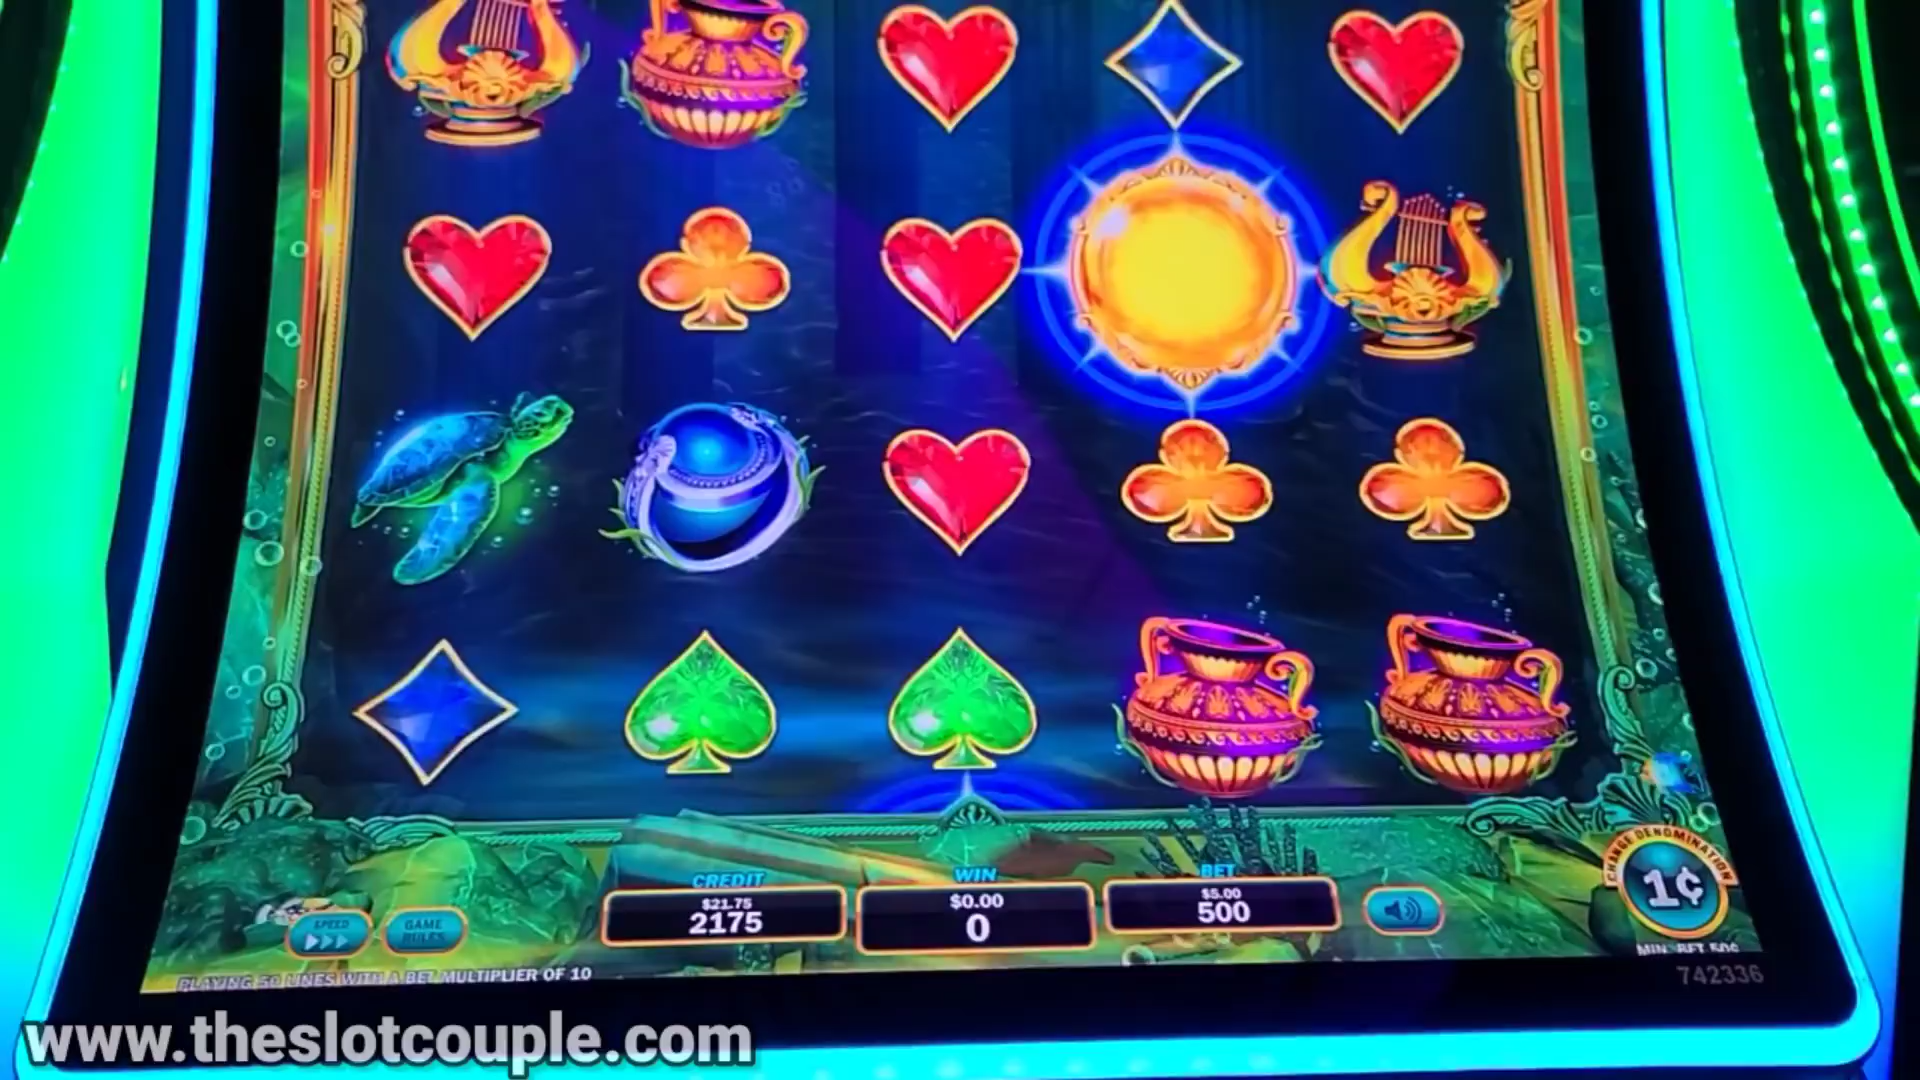 CREDIT
$21.75
2175
WIN
$0.00
0
BET
$5.00
500
CHANGE DENOMINATION
1¢
MIN. BET 50¢
SPEED
GAME
RULES
PLAYING 50 LINES WITH A BET MULTIPLIER OF 10
742336
www.theslotcouple.com